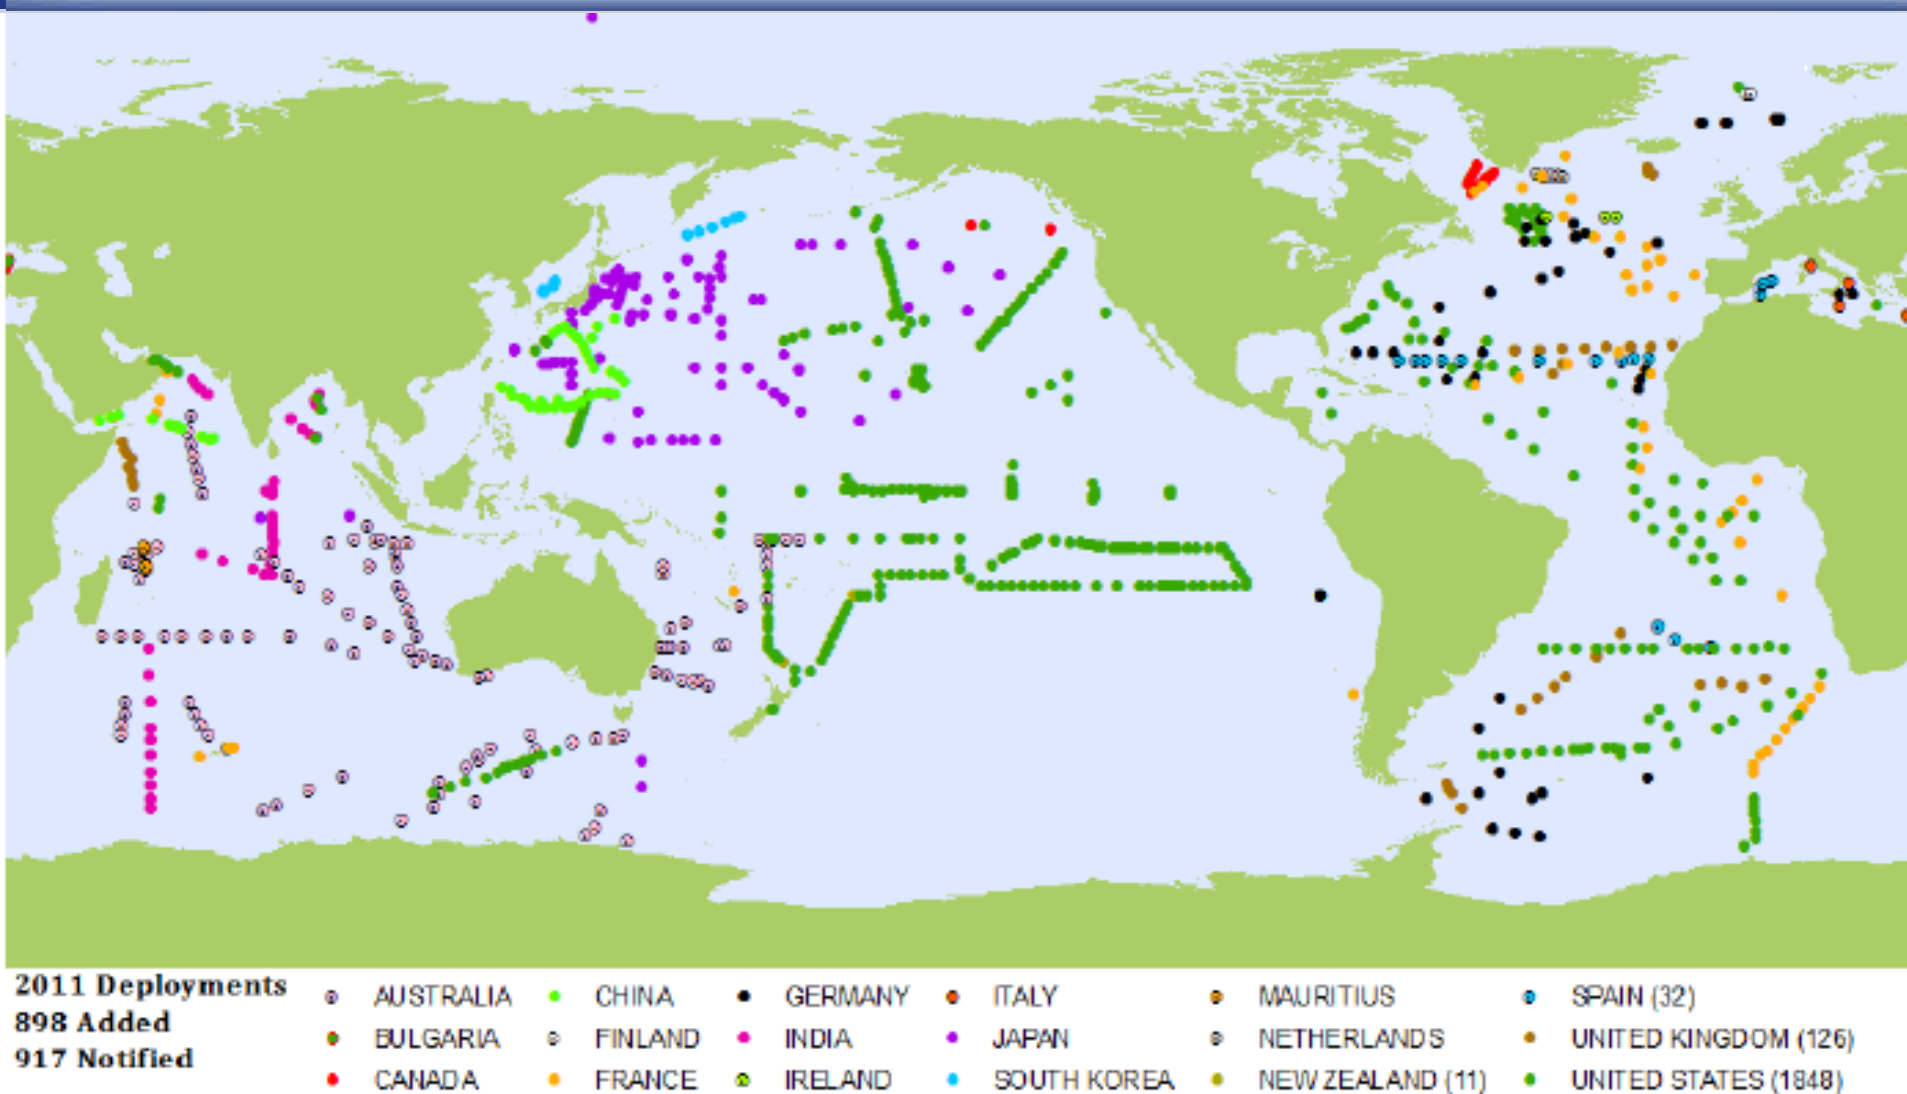 2011 Deployments
898 Added
917 Notified
AUSTRALIA CHINA GERMANY ITALY MAURITIUS SPAIN (32)
BULGARIA FINLAND INDIA JAPAN NETHERLANDS UNITED KINGDOM (126)
CANADA FRANCE IRELAND SOUTH KOREA NEW ZEALAND (11) UNITED STATES (1848)